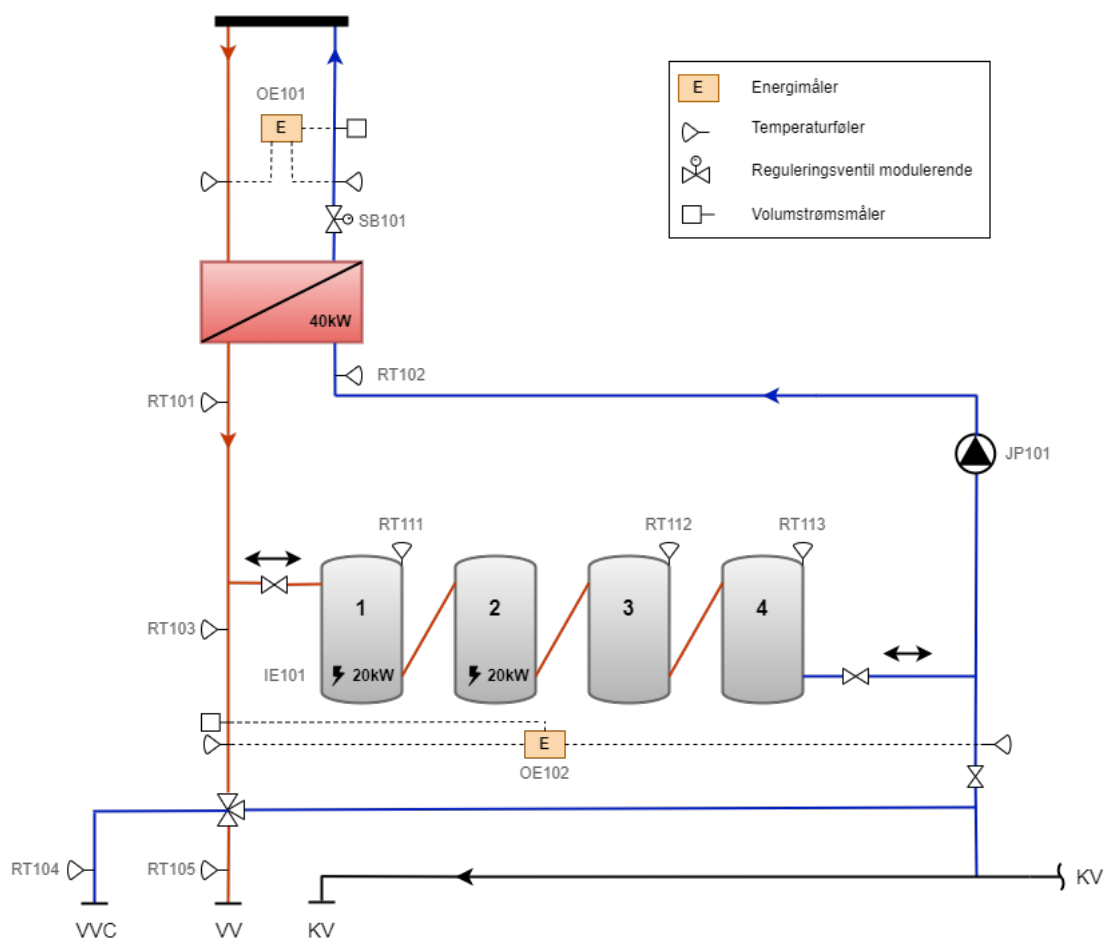 OE101
E
SB101
40kW
E Energimåler
Temperaturføler
Reguleringsventil modulerende
Volumstrømsmåler
RT102
RT101
JP101
RT111
RT112
RT113
1
2
3
4
RT103
IE101
20kW
20kW
E
OE102
RT104
RT105
KV
VVC
VV
KV